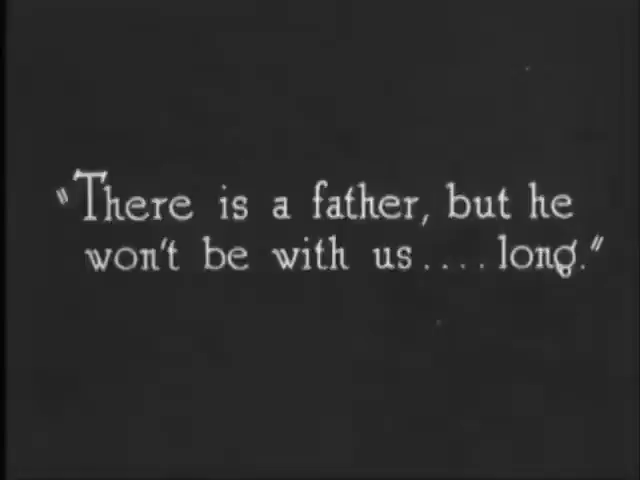 "There is a father, but he
won't be with us.... long."